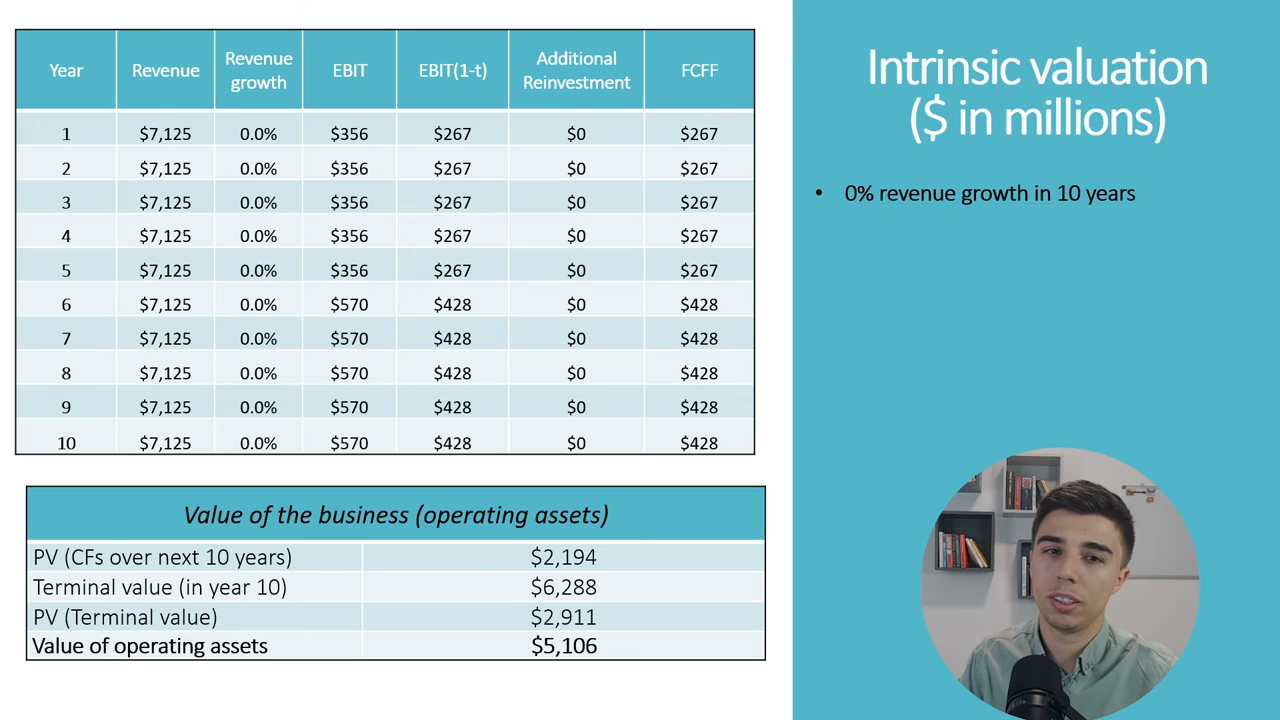 Year Revenue Revenue growth EBIT EBIT(1-t) Additional Reinvestment FCFF
1 $7,125 0.0% $356 $267 $0 $267
2 $7,125 0.0% $356 $267 $0 $267
3 $7,125 0.0% $356 $267 $0 $267
4 $7,125 0.0% $356 $267 $0 $267
5 $7,125 0.0% $356 $267 $0 $267
6 $7,125 0.0% $570 $428 $0 $428
7 $7,125 0.0% $570 $428 $0 $428
8 $7,125 0.0% $570 $428 $0 $428
9 $7,125 0.0% $570 $428 $0 $428
10 $7,125 0.0% $570 $428 $0 $428
Value of the business (operating assets)
PV (CFs over next 10 years) $2,194
Terminal value (in year 10) $6,288
PV (Terminal value) $2,911
Value of operating assets $5,106
Intrinsic valuation
($ in millions)
• 0% revenue growth in 10 years